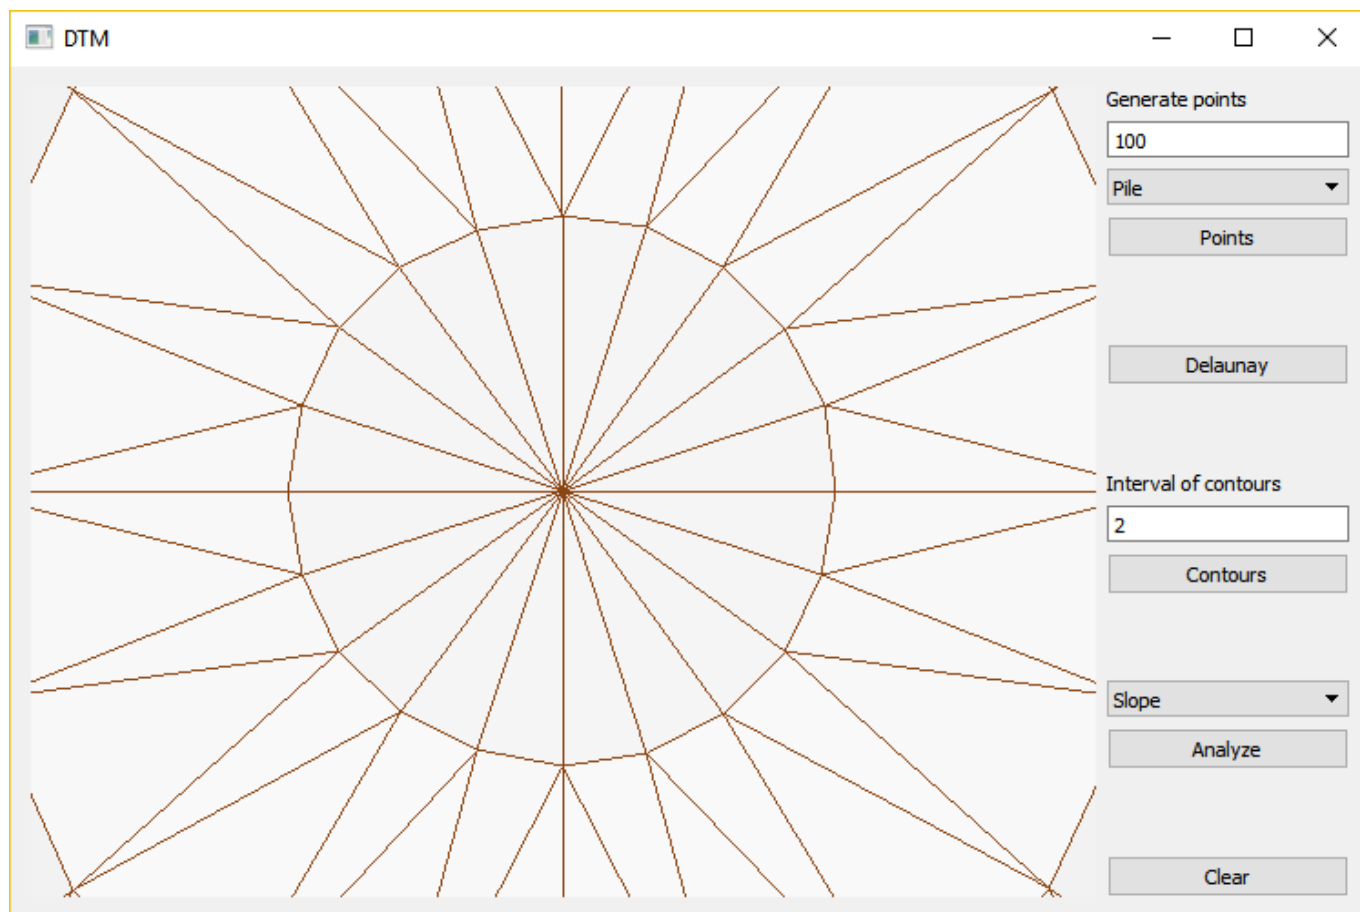 DTM
Generate points
100
Pile
Points
Delaunay
Interval of contours
2
Contours
Slope
Analyze
Clear